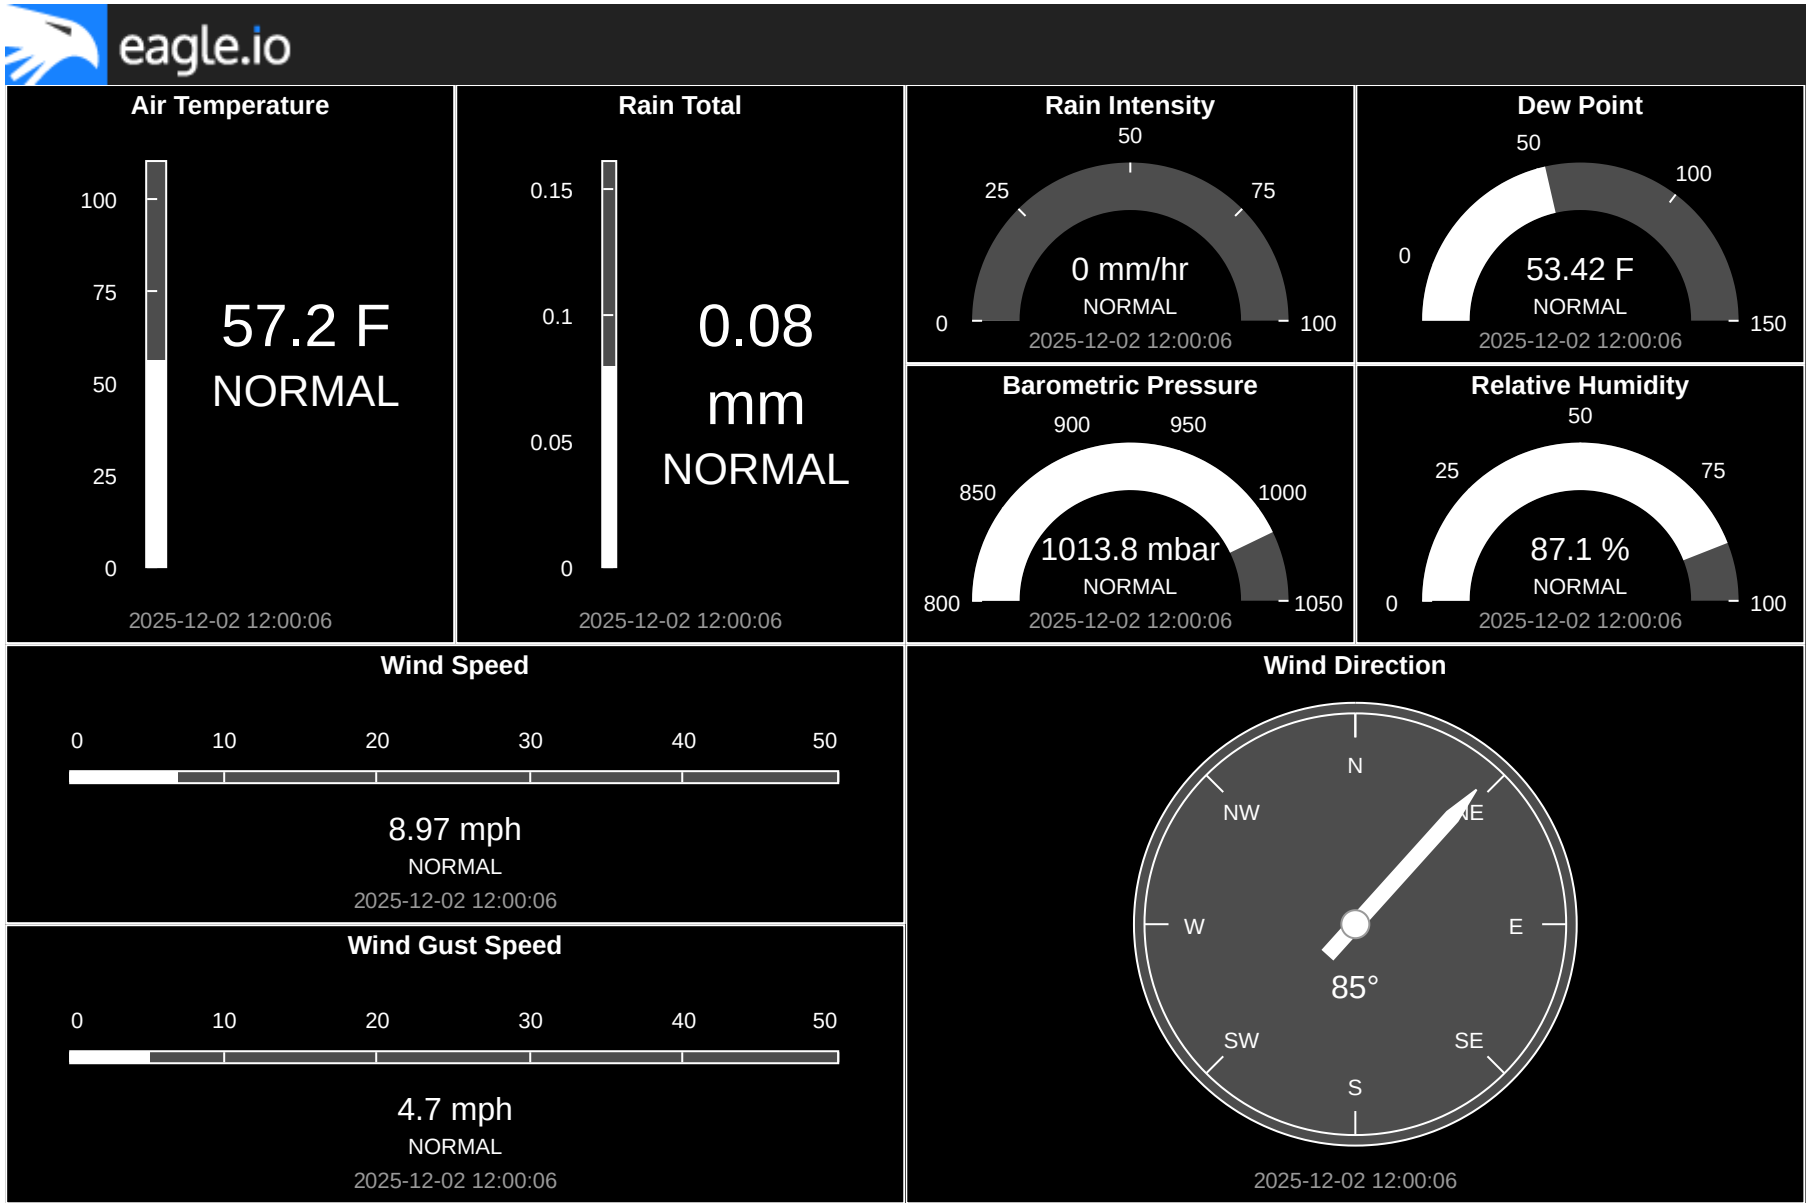 eagle.io
Air Temperature
100
75
50
25
0
57.2 F
NORMAL
2025-12-02 12:00:06
Rain Total
0.15
0.1
0.05
0
0.08
mm
NORMAL
2025-12-02 12:00:06
Rain Intensity
0
25
50
75
100
0 mm/hr
NORMAL
2025-12-02 12:00:06
Dew Point
0
50
100
150
53.42 F
NORMAL
2025-12-02 12:00:06
Barometric Pressure
800
850
900
950
1000
1050
1013.8 mbar
NORMAL
2025-12-02 12:00:06
Relative Humidity
0
25
50
75
100
87.1 %
NORMAL
2025-12-02 12:00:06
Wind Speed
0 10 20 30 40 50
8.97 mph
NORMAL
2025-12-02 12:00:06
Wind Gust Speed
0 10 20 30 40 50
4.7 mph
NORMAL
2025-12-02 12:00:06
Wind Direction
N
NW NE
W E
85°
SW SE
S
2025-12-02 12:00:06